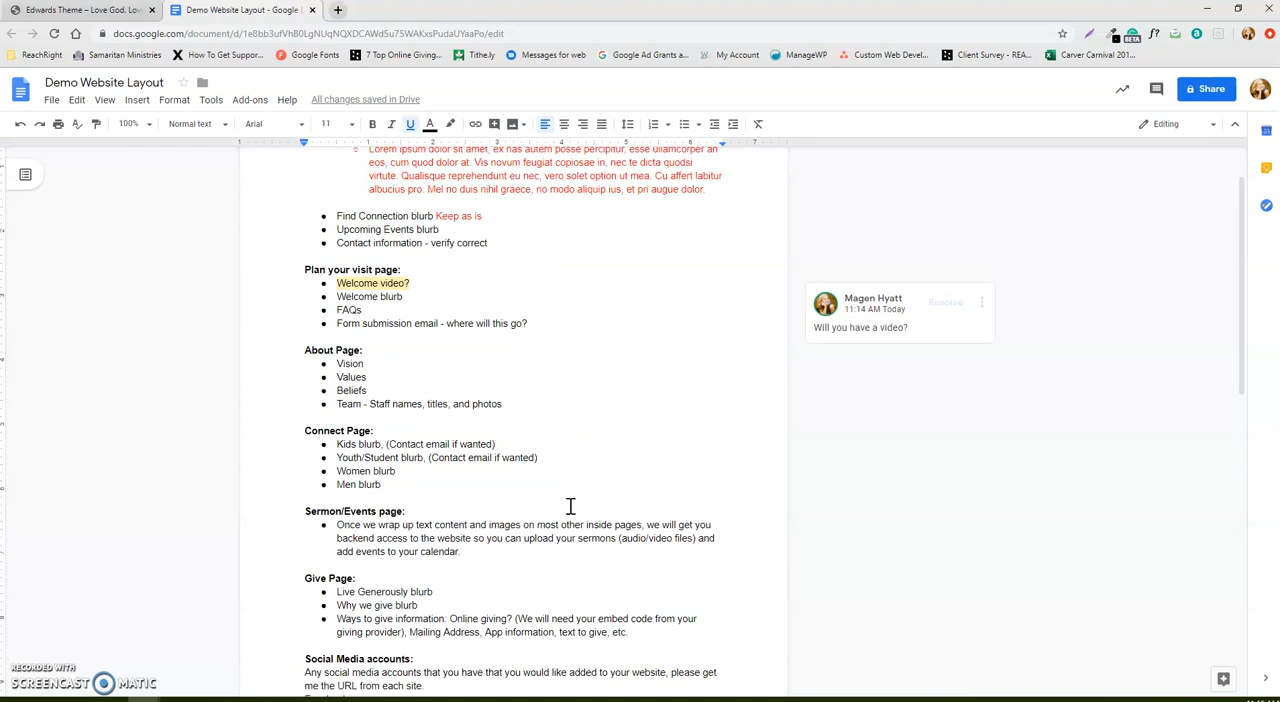 Edwards Theme – Love God. Lov
Demo Website Layout - Google
docs.google.com/document/d/1e8bb3ufVhB0LgNUqNQXDCAWd5u75WAKxsPudaUYaaPo/edit
ReachRight
Samaritan Ministries
How To Get Suppor...
Google Fonts
7 Top Online Giving...
Tithe.ly
Messages for web
Google Ad Grants a...
My Account
ManageWP
Custom Web Devel...
Client Survey - REA...
Carver Carnival 201...
BETA
Demo Website Layout
File Edit View Insert Format Tools Add-ons Help All changes saved in Drive
Share
100% Normal text Arial 11 B I U A Editing
1 1 2 3 4 5 6 7
Lorem ipsum dolor sit amet, ex has autem posse percipitur, esse ullamcorper an
eos, cum quod dolor at. Vis novum feugiat copiosae in, nec te dicta quodsi
virtute. Qualisque reprehendunt eu nec, vero solet option ut mea. Cu affert labitur
albucius pro. Mel no duis nihil graece, no modo aliquip ius, et pri augue dolor.
Find Connection blurb Keep as is
Upcoming Events blurb
Contact information - verify correct
Plan your visit page:
Welcome video?
Welcome blurb
FAQs
Form submission email - where will this go?
Magen Hyatt
Resolve
11:14 AM Today
Will you have a video?
About Page:
Vision
Values
Beliefs
Team - Staff names, titles, and photos
Connect Page:
Kids blurb, (Contact email if wanted)
Youth/Student blurb, (Contact email if wanted)
Women blurb
Men blurb
Sermon/Events page:
Once we wrap up text content and images on most other inside pages, we will get you
backend access to the website so you can upload your sermons (audio/video files) and
add events to your calendar.
Give Page:
Live Generously blurb
Why we give blurb
Ways to give information: Online giving? (We will need your embed code from your
giving provider), Mailing Address, App information, text to give, etc.
Social Media accounts:
Any social media accounts that you have that you would like added to your website, please get
me the URL from each site.
RECORDED WITH
SCREENCAST MATIC